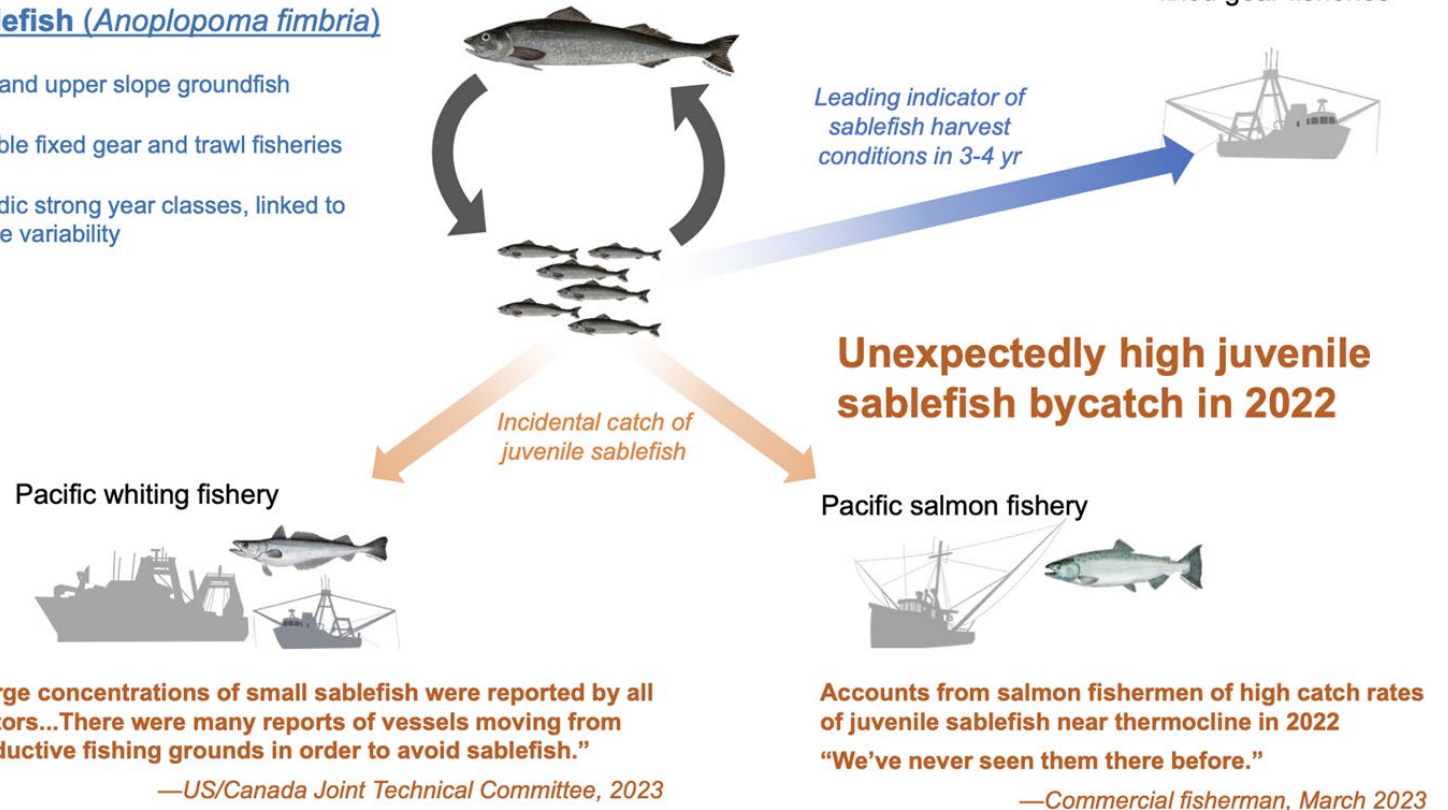 lefish (Anoplopoma fimbria)
and upper slope groundfish
ble fixed gear and trawl fisheries
dic strong year classes, linked to
e variability
Leading indicator of
sablefish harvest
conditions in 3-4 yr
Unexpectedly high juvenile
sablefish bycatch in 2022
Incidental catch of
juvenile sablefish
Pacific whiting fishery
Pacific salmon fishery
rge concentrations of small sablefish were reported by all
tors...There were many reports of vessels moving from
ductive fishing grounds in order to avoid sablefish.”
—US/Canada Joint Technical Committee, 2023
Accounts from salmon fishermen of high catch rates
of juvenile sablefish near thermocline in 2022
“We’ve never seen them there before.”
—Commercial fisherman, March 2023